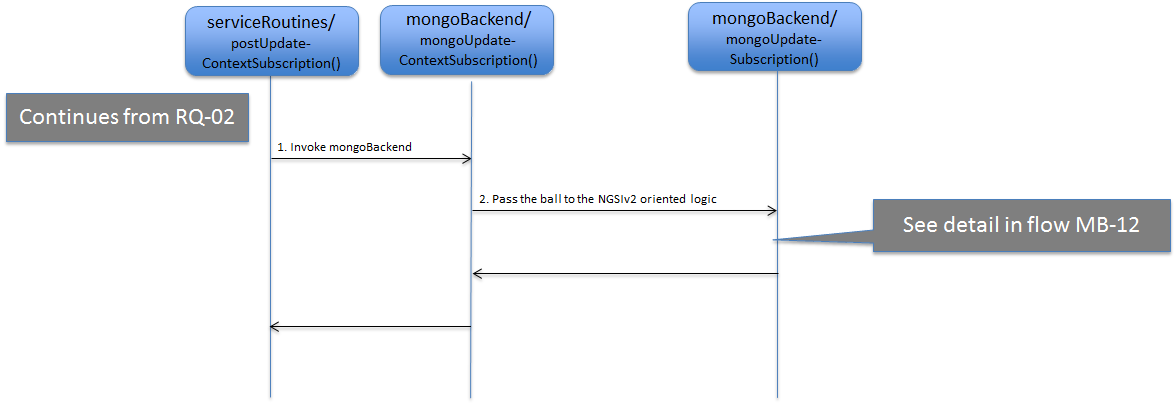 serviceRoutines/
postUpdate-
ContextSubscription()
mongoBackend/
mongoUpdate-
ContextSubscription()
mongoBackend/
mongoUpdate-
Subscription()
Continues from RQ-02
1. Invoke mongoBackend
2. Pass the ball to the NGSIv2 oriented logic
See detail in flow MB-12